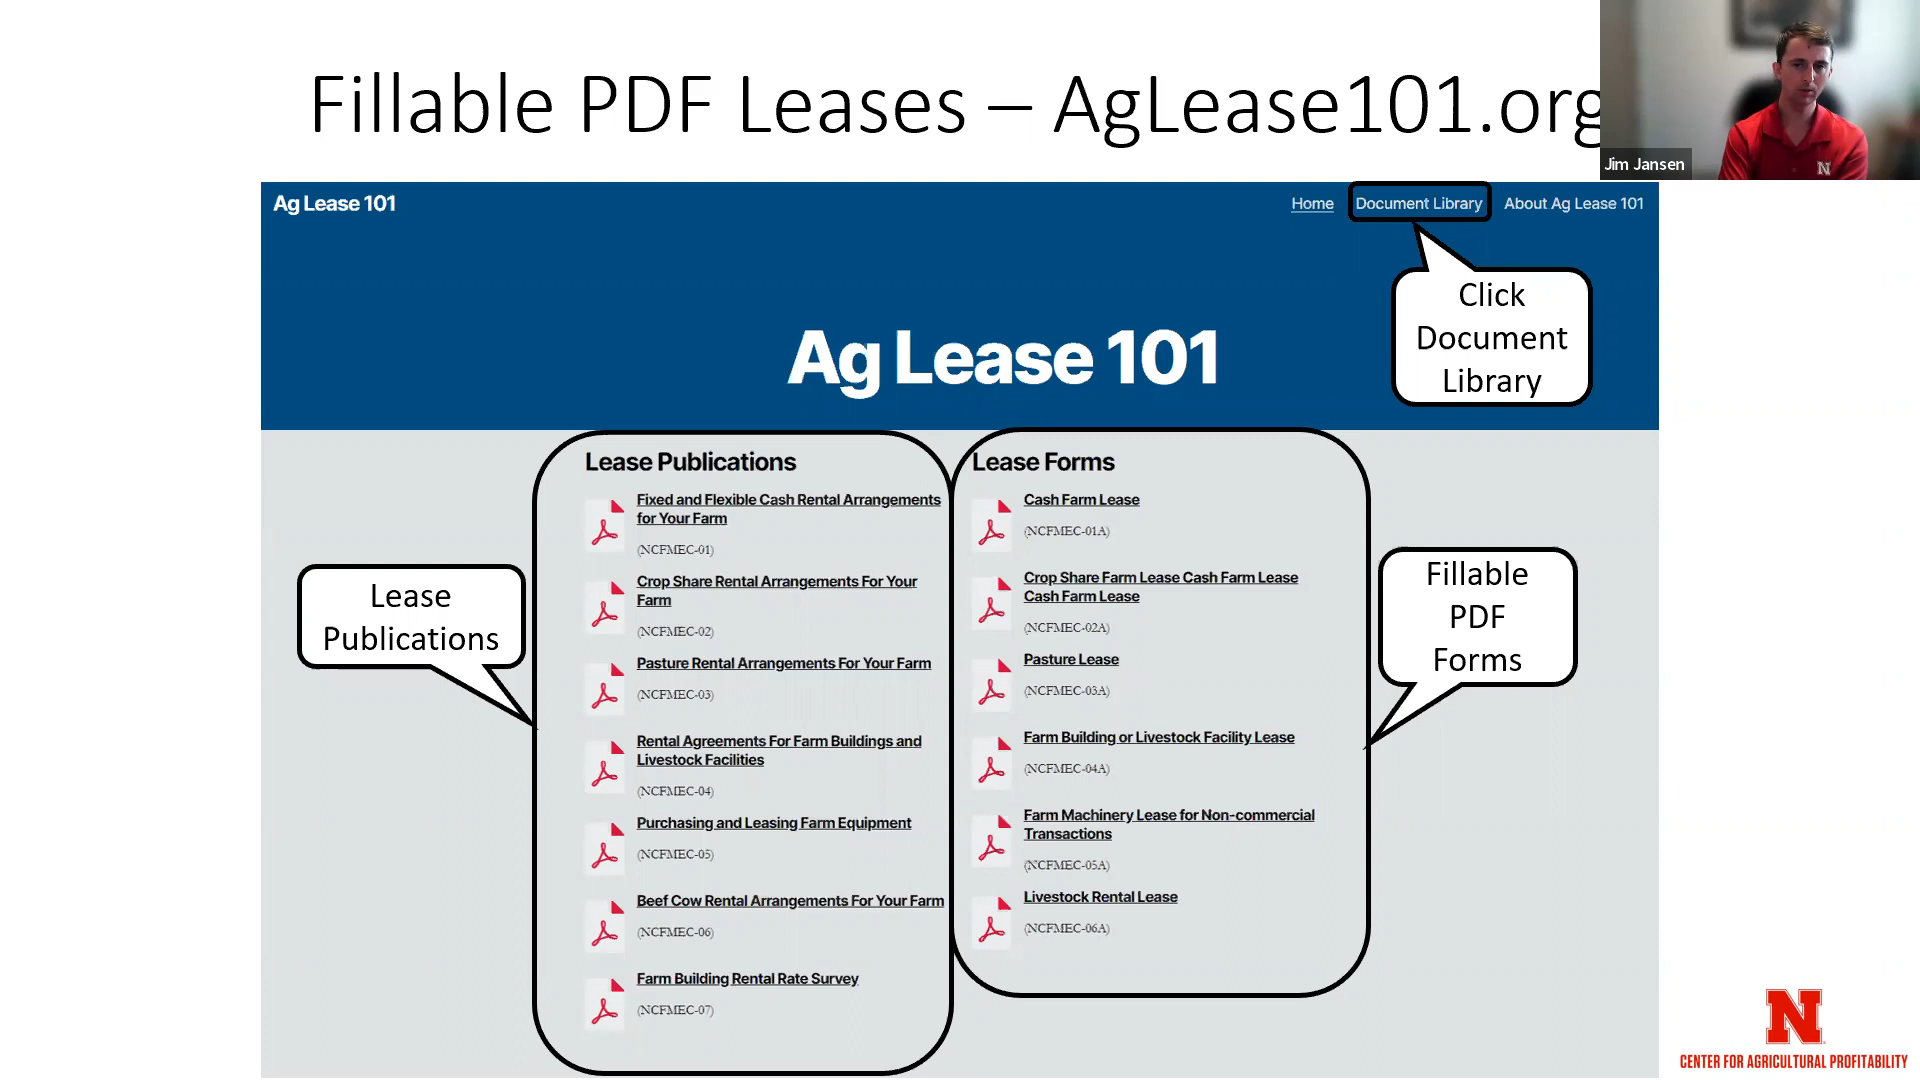 Fillable PDF Leases – AgLease101.org
Jim Jansen
Ag Lease 101
Home
Document Library
About Ag Lease 101
Click
Document
Library
Ag Lease 101
Lease Publications
Fixed and Flexible Cash Rental Arrangements
for Your Farm
(NCFMEC-01)
Crop Share Rental Arrangements For Your
Farm
(NCFMEC-02)
Pasture Rental Arrangements For Your Farm
(NCFMEC-03)
Rental Agreements For Farm Buildings and
Livestock Facilities
(NCFMEC-04)
Purchasing and Leasing Farm Equipment
(NCFMEC-05)
Beef Cow Rental Arrangements For Your Farm
(NCFMEC-06)
Farm Building Rental Rate Survey
(NCFMEC-07)
Lease Forms
Cash Farm Lease
(NCFMEC-01A)
Crop Share Farm Lease Cash Farm Lease
Cash Farm Lease
(NCFMEC-02A)
Pasture Lease
(NCFMEC-03A)
Farm Building or Livestock Facility Lease
(NCFMEC-04A)
Farm Machinery Lease for Non-commercial
Transactions
(NCFMEC-05A)
Livestock Rental Lease
(NCFMEC-06A)
Lease
Publications
Fillable
PDF
Forms
N
N
CENTER FOR AGRICULTURAL PROFITABILITY